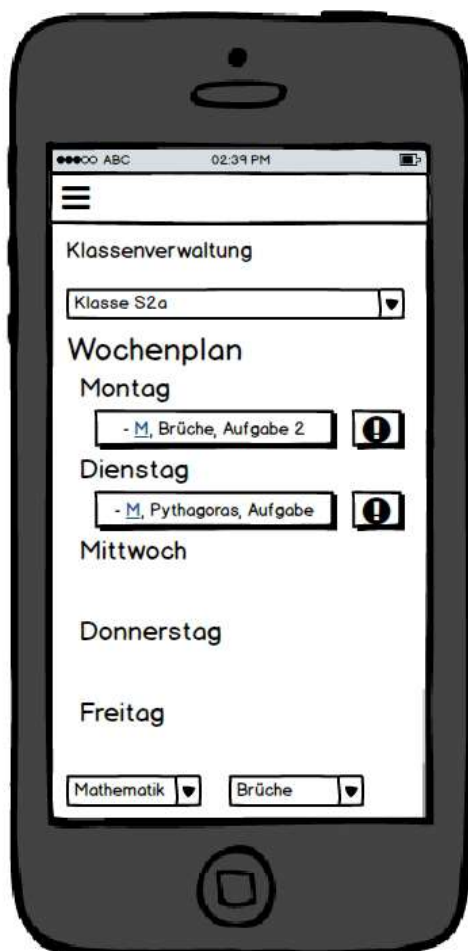 ABC 02:39 PM
Klassenverwaltung
Klasse S2a
Wochenplan
Montag
- M, Brüche, Aufgabe 2
Dienstag
- M, Pythagoras, Aufgabe
Mittwoch
Donnerstag
Freitag
Mathematik Brüche